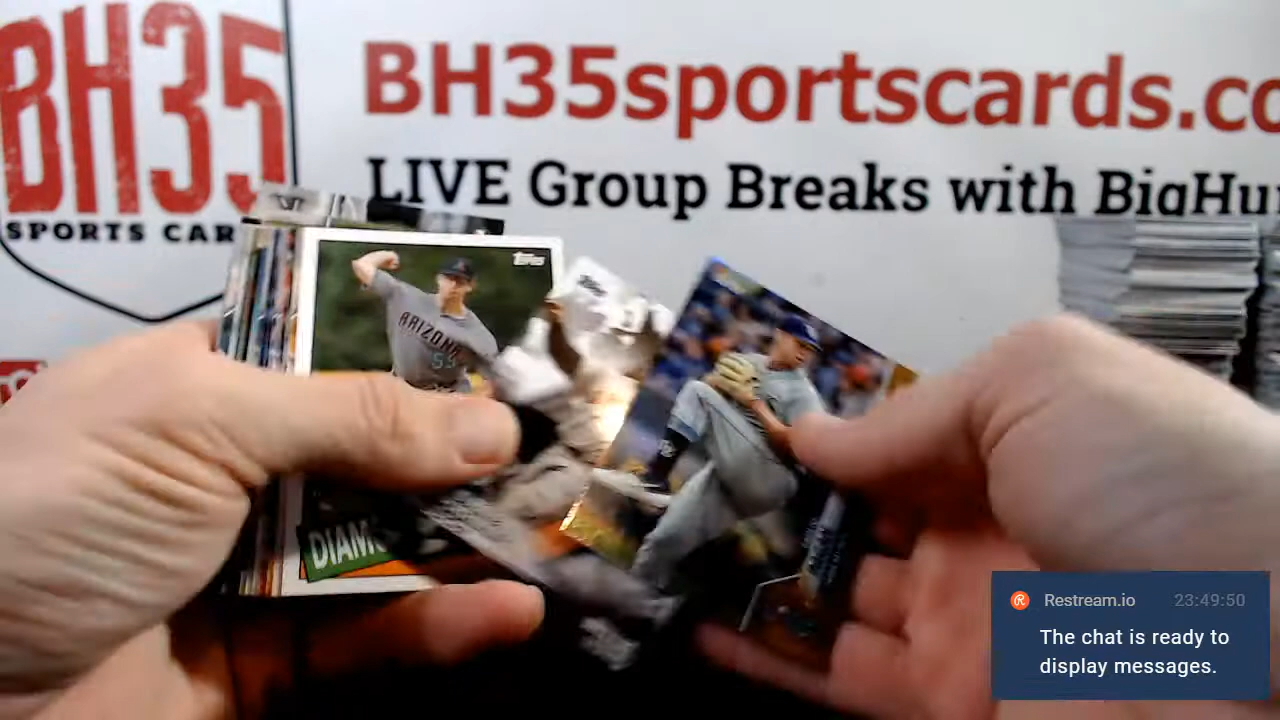 BH35
SPORTS CAR
BH35sportscards.co
LIVE Group Breaks with BigHu
Topps
ARIZONA
DIAM
Restream.io 23:49:50
The chat is ready to
display messages.